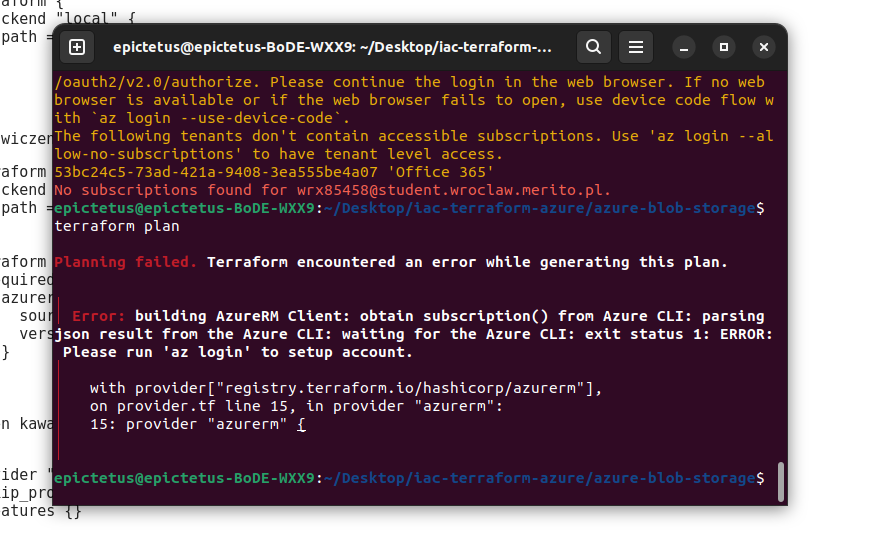 aform {
ckend "local" {
path =
epictetus@epictetus-BoDE-WXX9: ~/Desktop/iac-terraform-...
/oauth2/v2.0/authorize. Please continue the login in the web browser. If no web
browser is available or if the web browser fails to open, use device code flow w
ith `az login --use-device-code`.
The following tenants don't contain accessible subscriptions. Use 'az login --al
low-no-subscriptions' to have tenant level access.
53bc24c5-73ad-421a-9408-3ea555be4a07 'Office 365'
No subscriptions found for wrx85458@student.wroclaw.merito.pl.
epictetus@epictetus-BoDE-WXX9:~/Desktop/iac-terraform-azure/azure-blob-storage$
terraform plan
Planning failed. Terraform encountered an error while generating this plan.
Error: building AzureRM Client: obtain subscription() from Azure CLI: parsing
json result from the Azure CLI: waiting for the Azure CLI: exit status 1: ERROR:
Please run 'az login' to setup account.
with provider["registry.terraform.io/hashicorp/azurerm"],
on provider.tf line 15, in provider "azurerm":
15: provider "azurerm" {
epictetus@epictetus-BoDE-WXX9:~/Desktop/iac-terraform-azure/azure-blob-storage$
wiczen
aform
ckend
path =
aform
quired
azurer
sour
vers
}
n kawa
ider "
ip_pro
atures {}